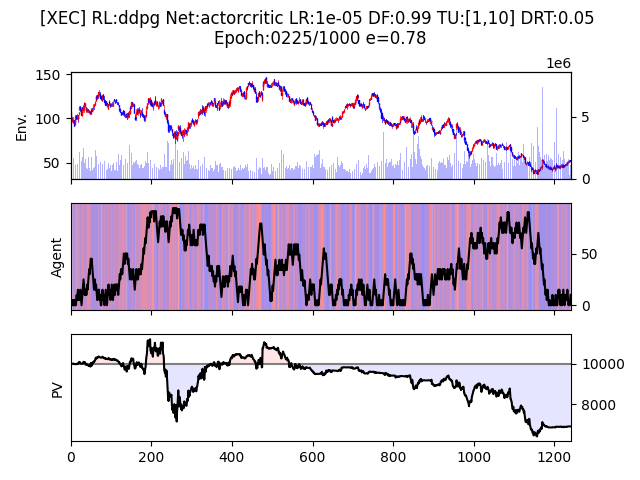 [XEC] RL:ddpg Net:actorcritic LR:1e-05 DF:0.99 TU:[1,10] DRT:0.05
Epoch:0225/1000 e=0.78
1e6
150
100
50
Env.
5
0
Agent
50
0
PV
10000
8000
0 200 400 600 800 1000 1200